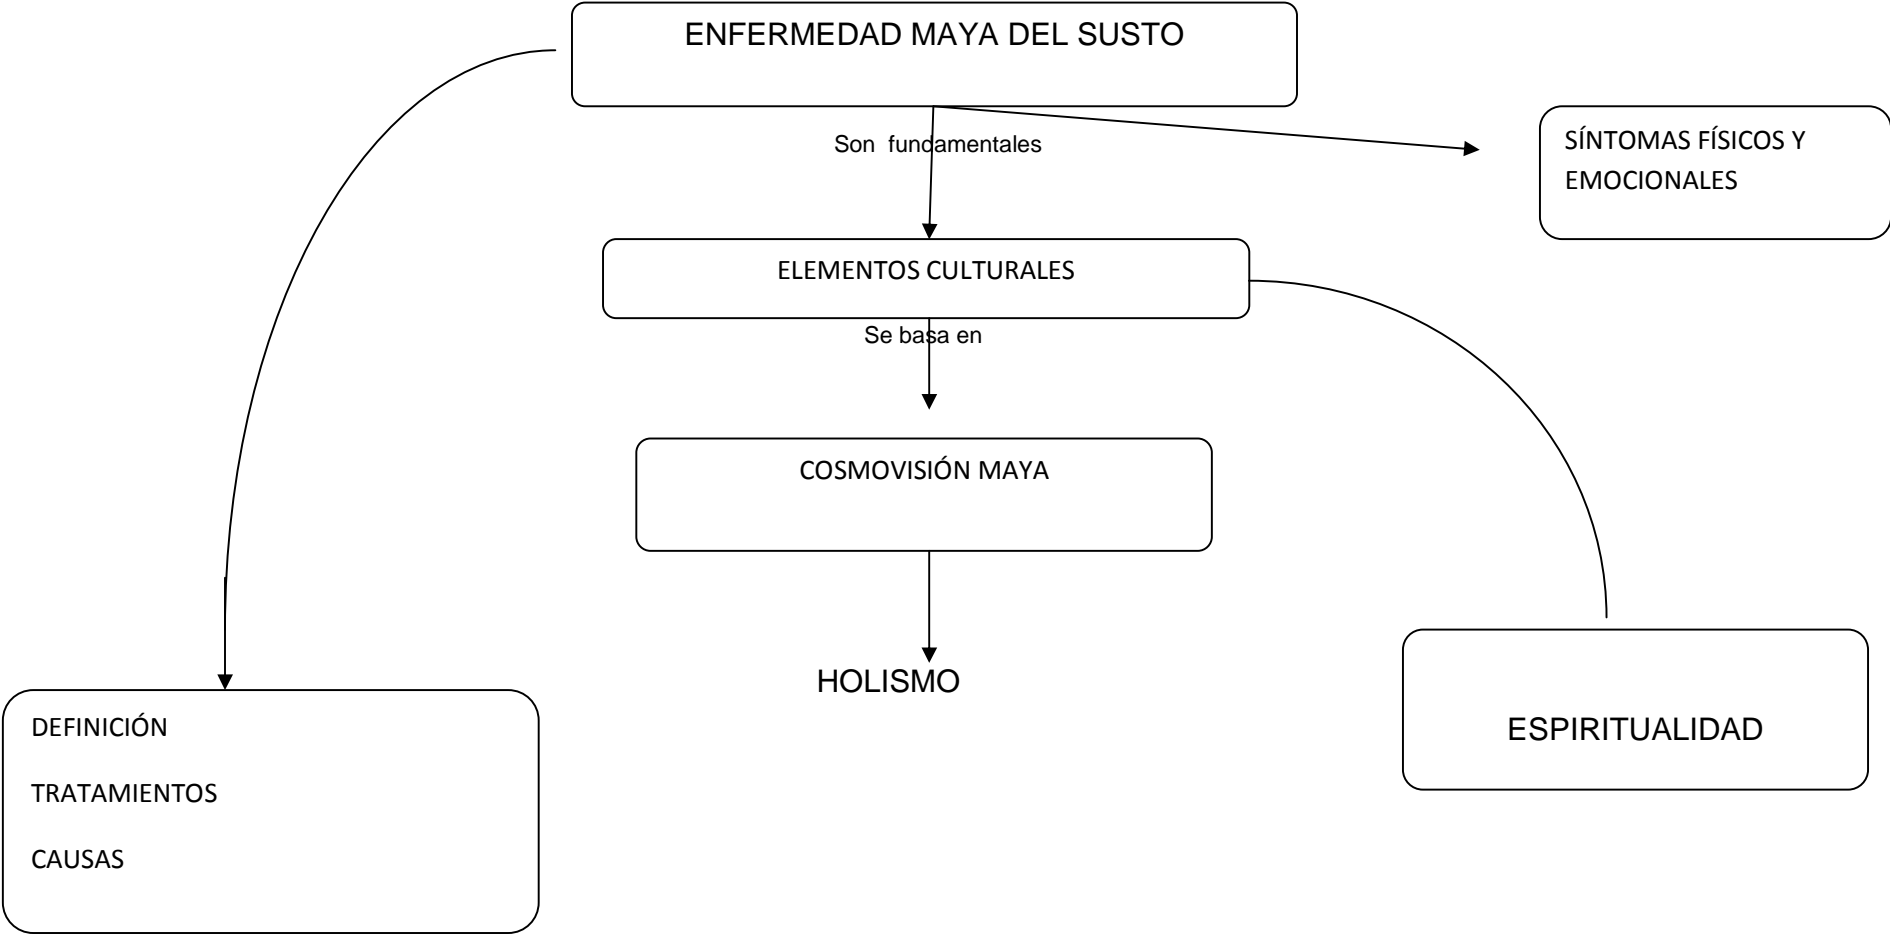 ENFERMEDAD MAYA DEL SUSTO
Son fundamentales
SÍNTOMAS FÍSICOS Y
EMOCIONALES
ELEMENTOS CULTURALES
Se basa en
COSMOVISIÓN MAYA
HOLISMO
DEFINICIÓN
TRATAMIENTOS
CAUSAS
ESPIRITUALIDAD